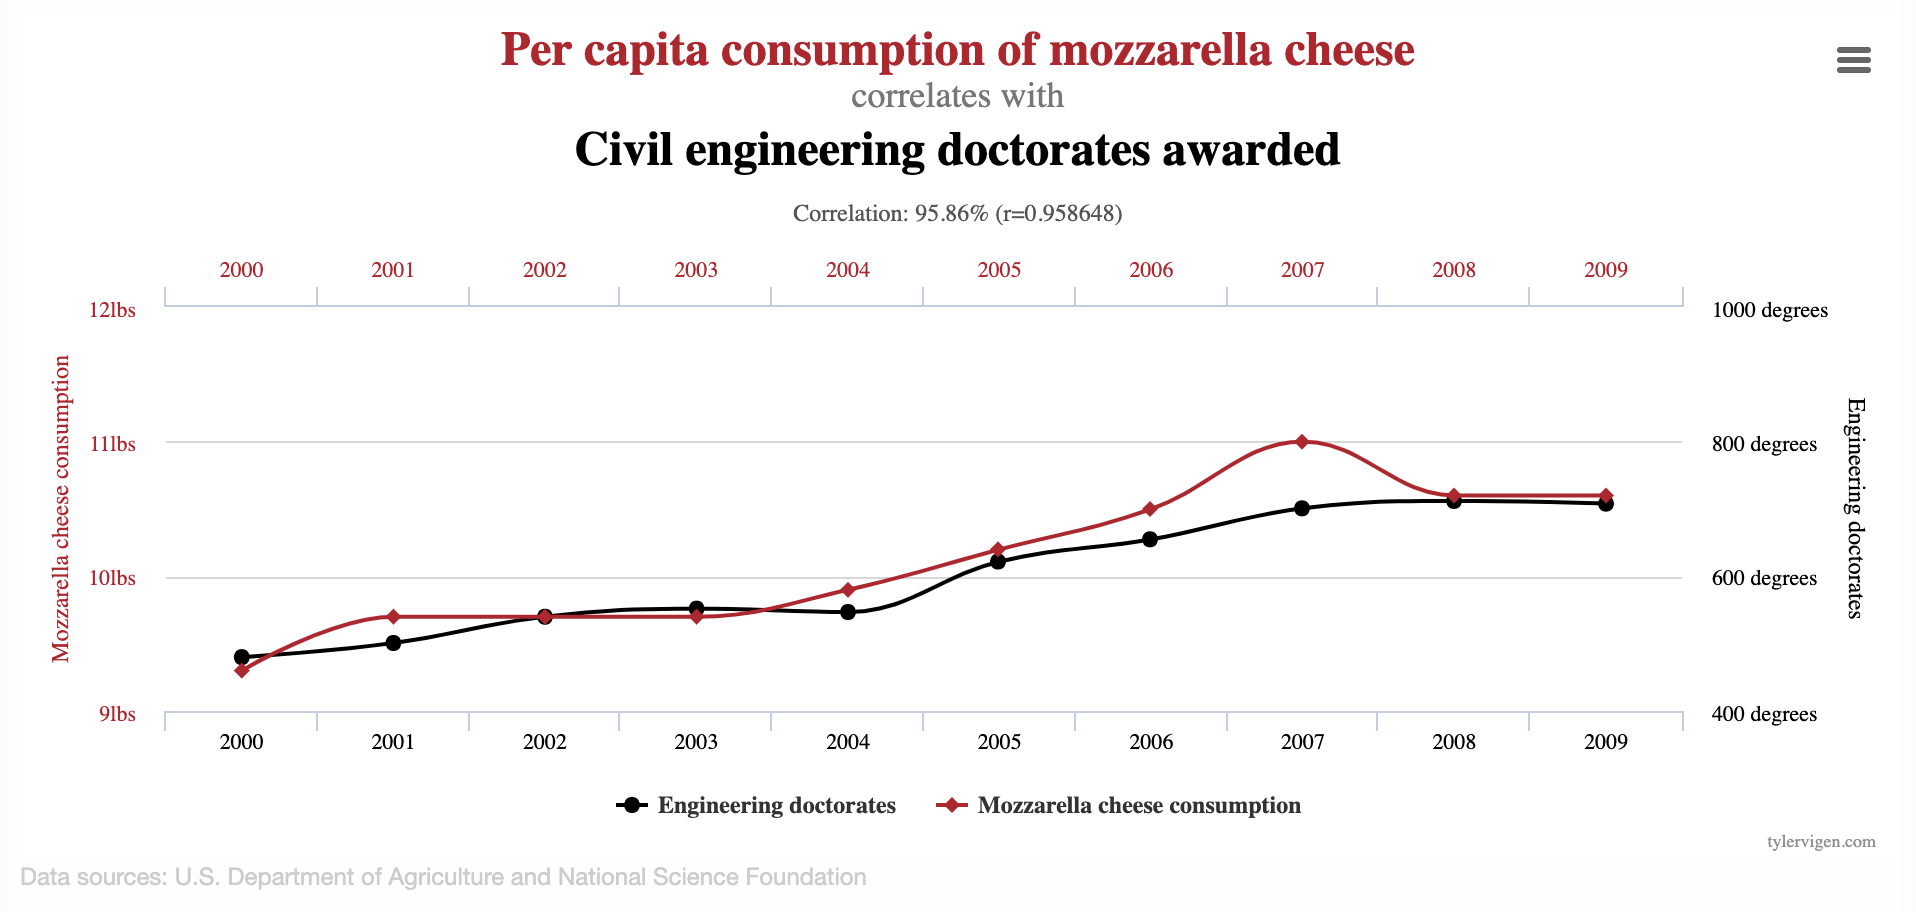 Per capita consumption of mozzarella cheese
correlates with
Civil engineering doctorates awarded
Correlation: 95.86% (r=0.958648)
2000 2001 2002 2003 2004 2005 2006 2007 2008 2009
12lbs 1000 degrees
11lbs 800 degrees
10lbs 600 degrees
9lbs 400 degrees
Mozzarella cheese consumption
Engineering doctorates
2000 2001 2002 2003 2004 2005 2006 2007 2008 2009
Engineering doctorates Mozzarella cheese consumption
tylervigen.com
Data sources: U.S. Department of Agriculture and National Science Foundation